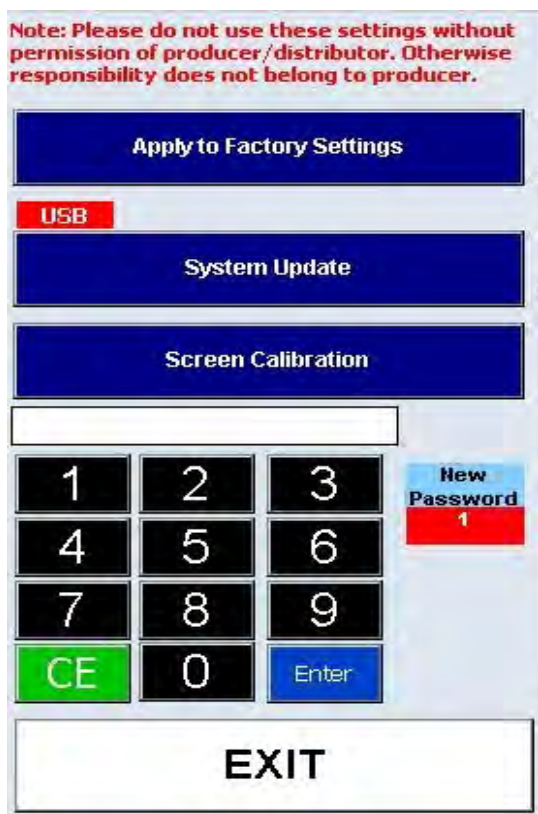 Note: Please do not use these settings without
permission of producer/distributor. Otherwise
responsibility does not belong to producer.
Apply to Factory Settings
USB
System Update
Screen Calibration
1 2 3
New
Password
1
4 5 6
7 8 9
CE 0 Enter
EXIT